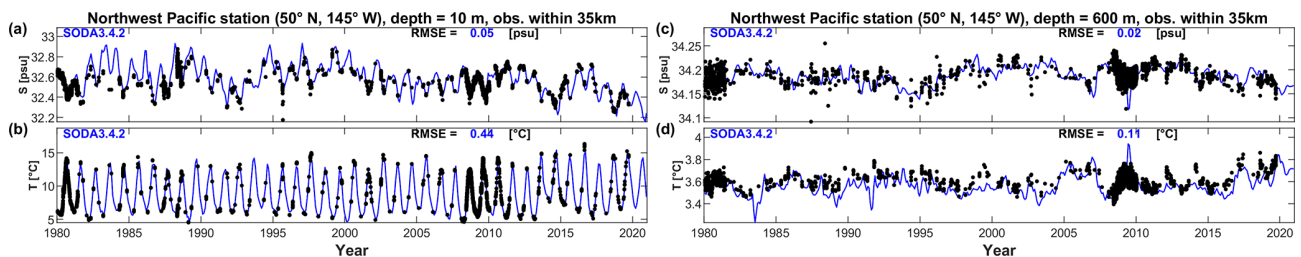 Northwest Pacific station (50° N, 145° W), depth = 10 m, obs. within 35km
(a)
SODA3.4.2
RMSE = 0.05 [psu]
S [psu]
33
32.8
32.6
32.4
32.2
(b)
SODA3.4.2
RMSE = 0.44 [°C]
T [°C]
15
10
5
1980 1985 1990 1995 2000 2005 2010 2015 2020
Year
Northwest Pacific station (50° N, 145° W), depth = 600 m, obs. within 35km
(c)
SODA3.4.2
RMSE = 0.02 [psu]
S [psu]
34.25
34.2
34.15
34.1
(d)
SODA3.4.2
RMSE = 0.11 [°C]
T [°C]
4
3.8
3.6
3.4
1980 1985 1990 1995 2000 2005 2010 2015 2020
Year